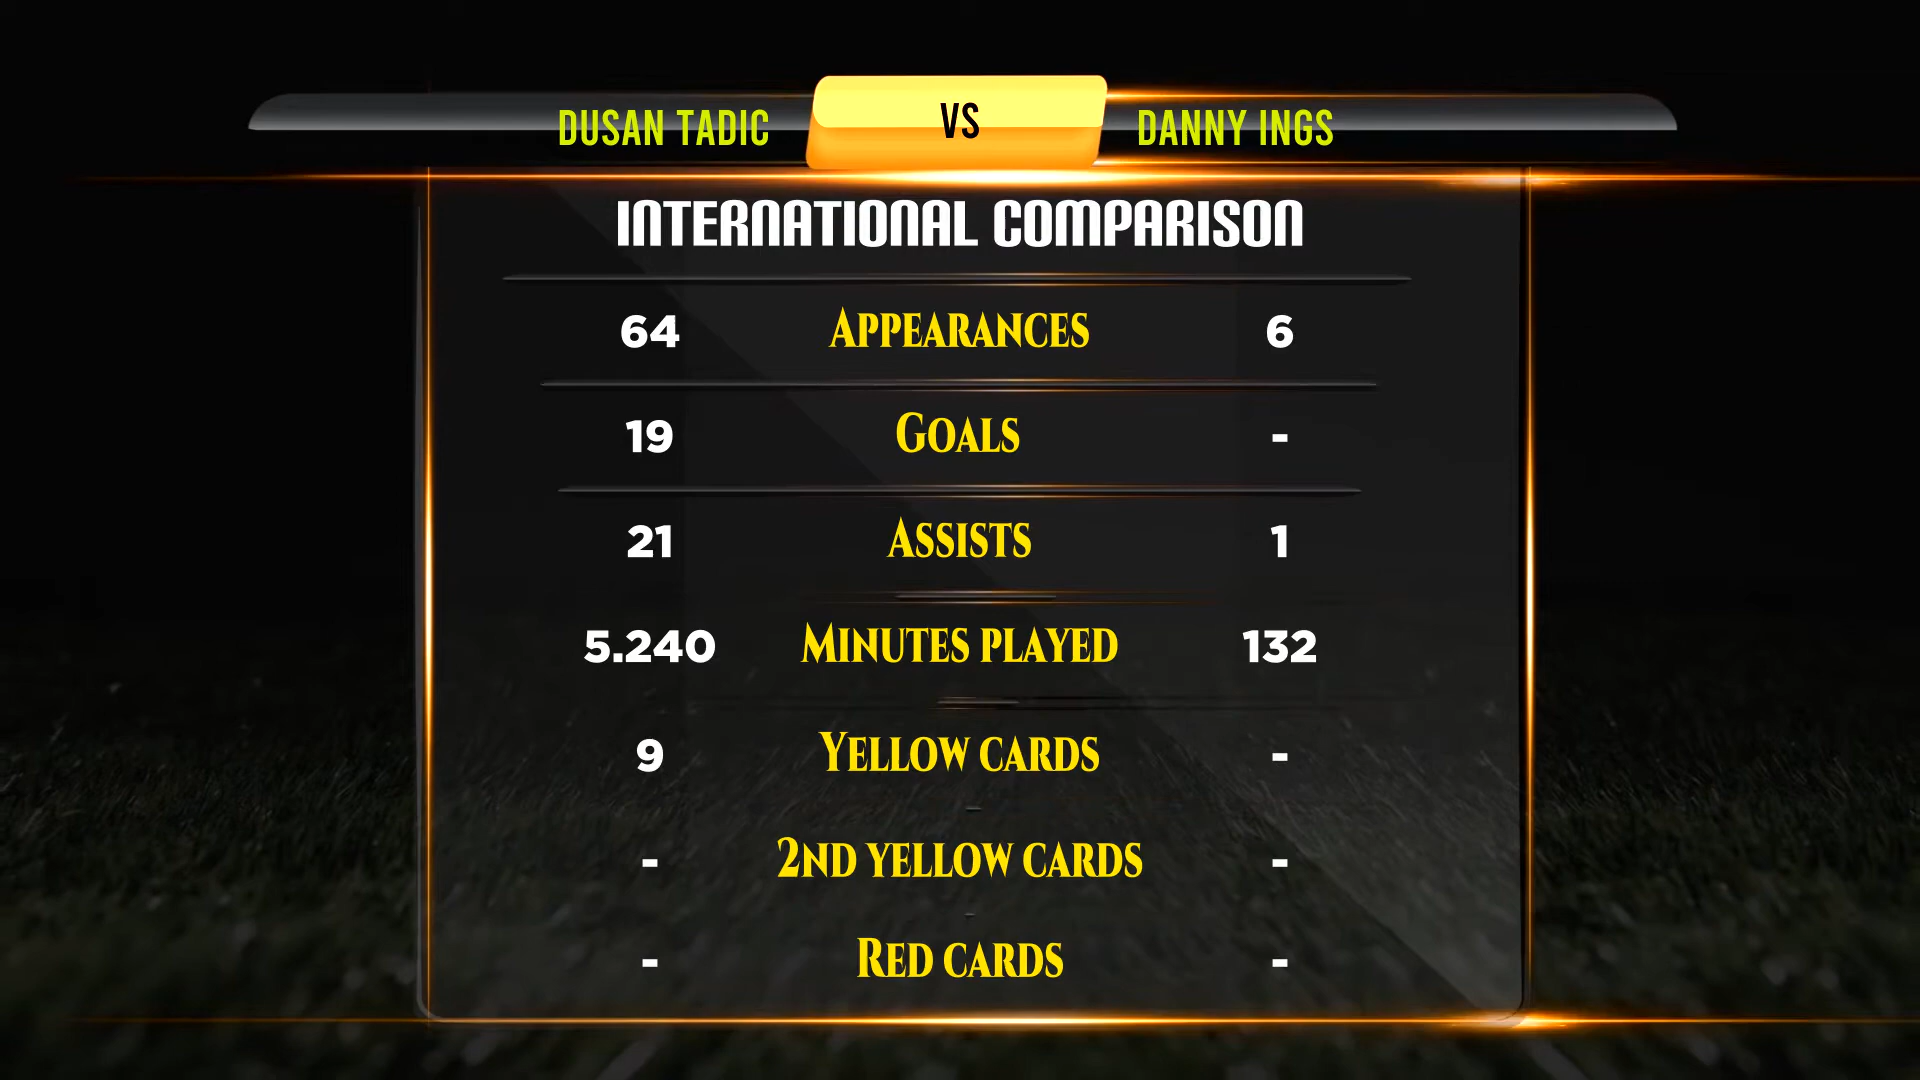 DUSAN TADIC VS DANNY INGS
INTERNATIONAL COMPARISON
64 APPEARANCES 6
19 GOALS -
21 ASSISTS 1
5.240 MINUTES PLAYED 132
9 YELLOW CARDS -
- 2ND YELLOW CARDS -
- RED CARDS -